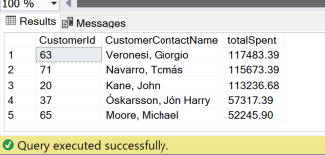 100 %
Results Messages
CustomerId CustomerContactName totalSpent
1 63 Veronesi, Giorgio 117483.39
2 71 Navarro, Tcmás 115673.39
3 20 Kane, John 113236.68
4 37 Óskarsson, Jón Harry 57317.39
5 65 Moore, Michael 52245.90
Query executed successfully.